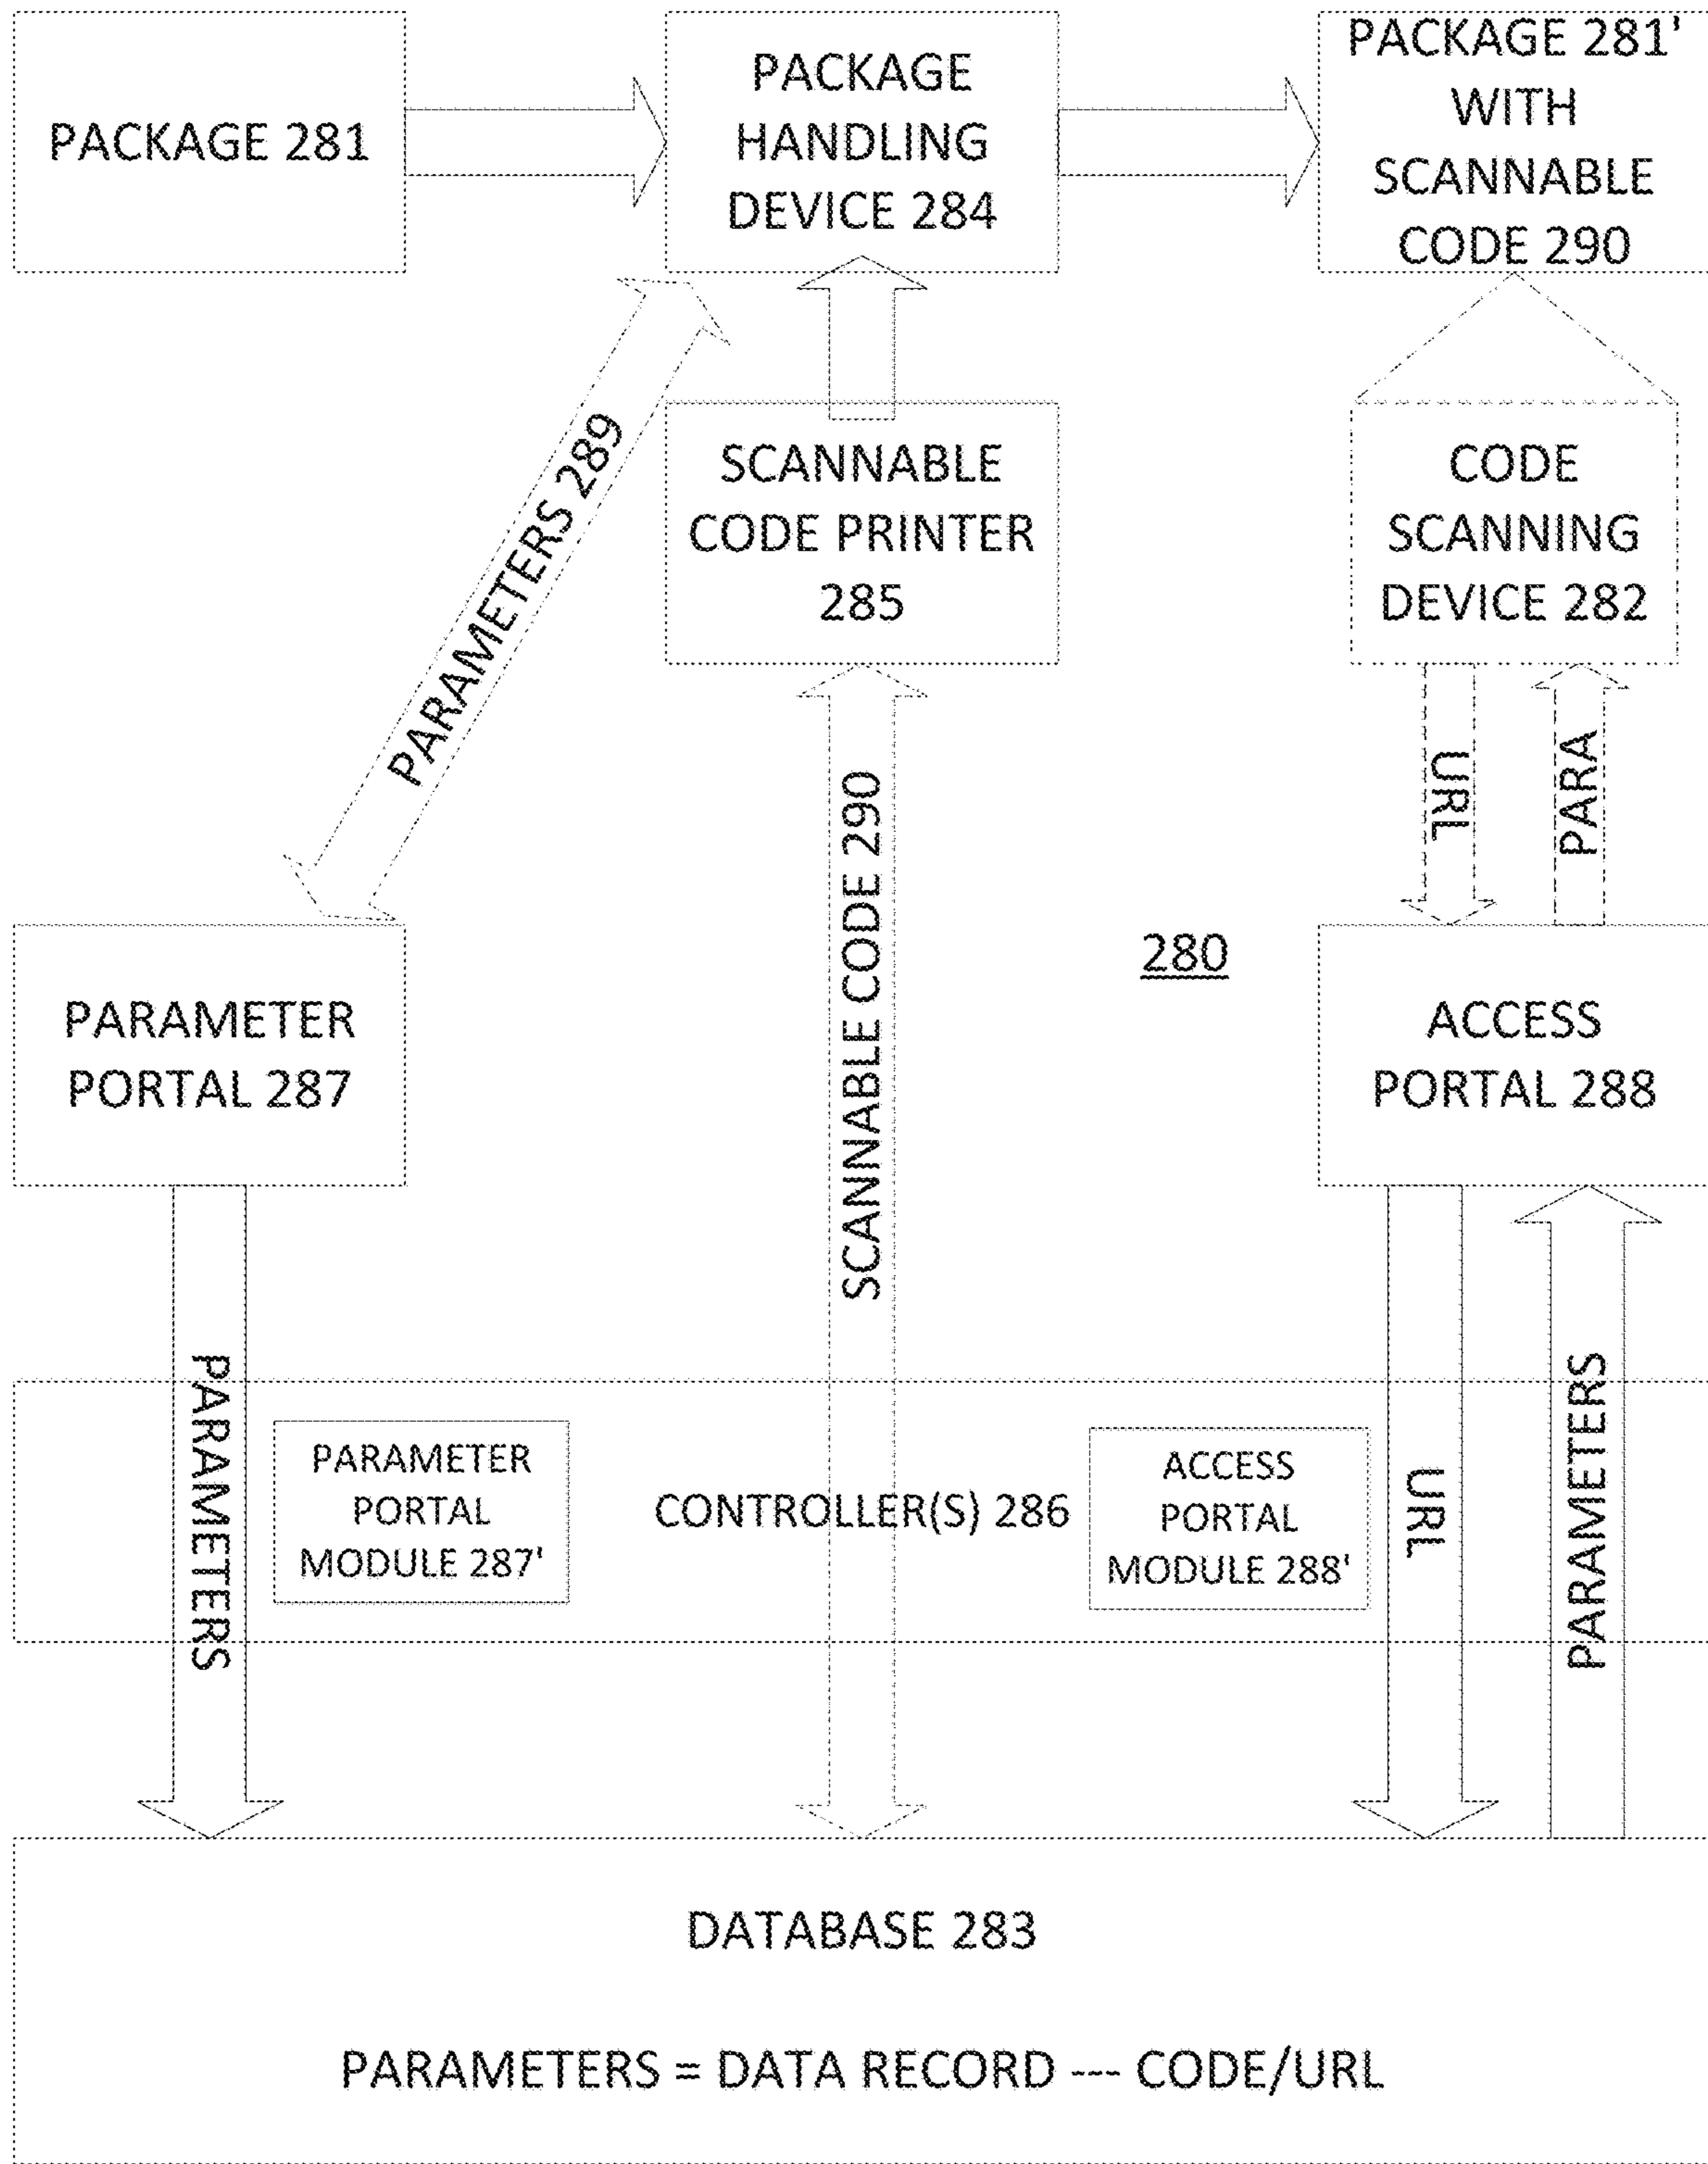 PACKAGE 281
PACKAGE
HANDLING
DEVICE 284
PACKAGE 281'
WITH
SCANNABLE
CODE 290
PARAMETERS 289
SCANNABLE
CODE PRINTER
285
CODE
SCANNING
DEVICE 282
URL
PARA
SCANNABLE CODE 290
280
PARAMETER
PORTAL 287
ACCESS
PORTAL 288
PARAMETERS
PARAMETER
PORTAL
MODULE 287'
CONTROLLER(S) 286
ACCESS
PORTAL
MODULE 288'
URL
PARAMETERS
DATABASE 283
PARAMETERS = DATA RECORD --- CODE/URL